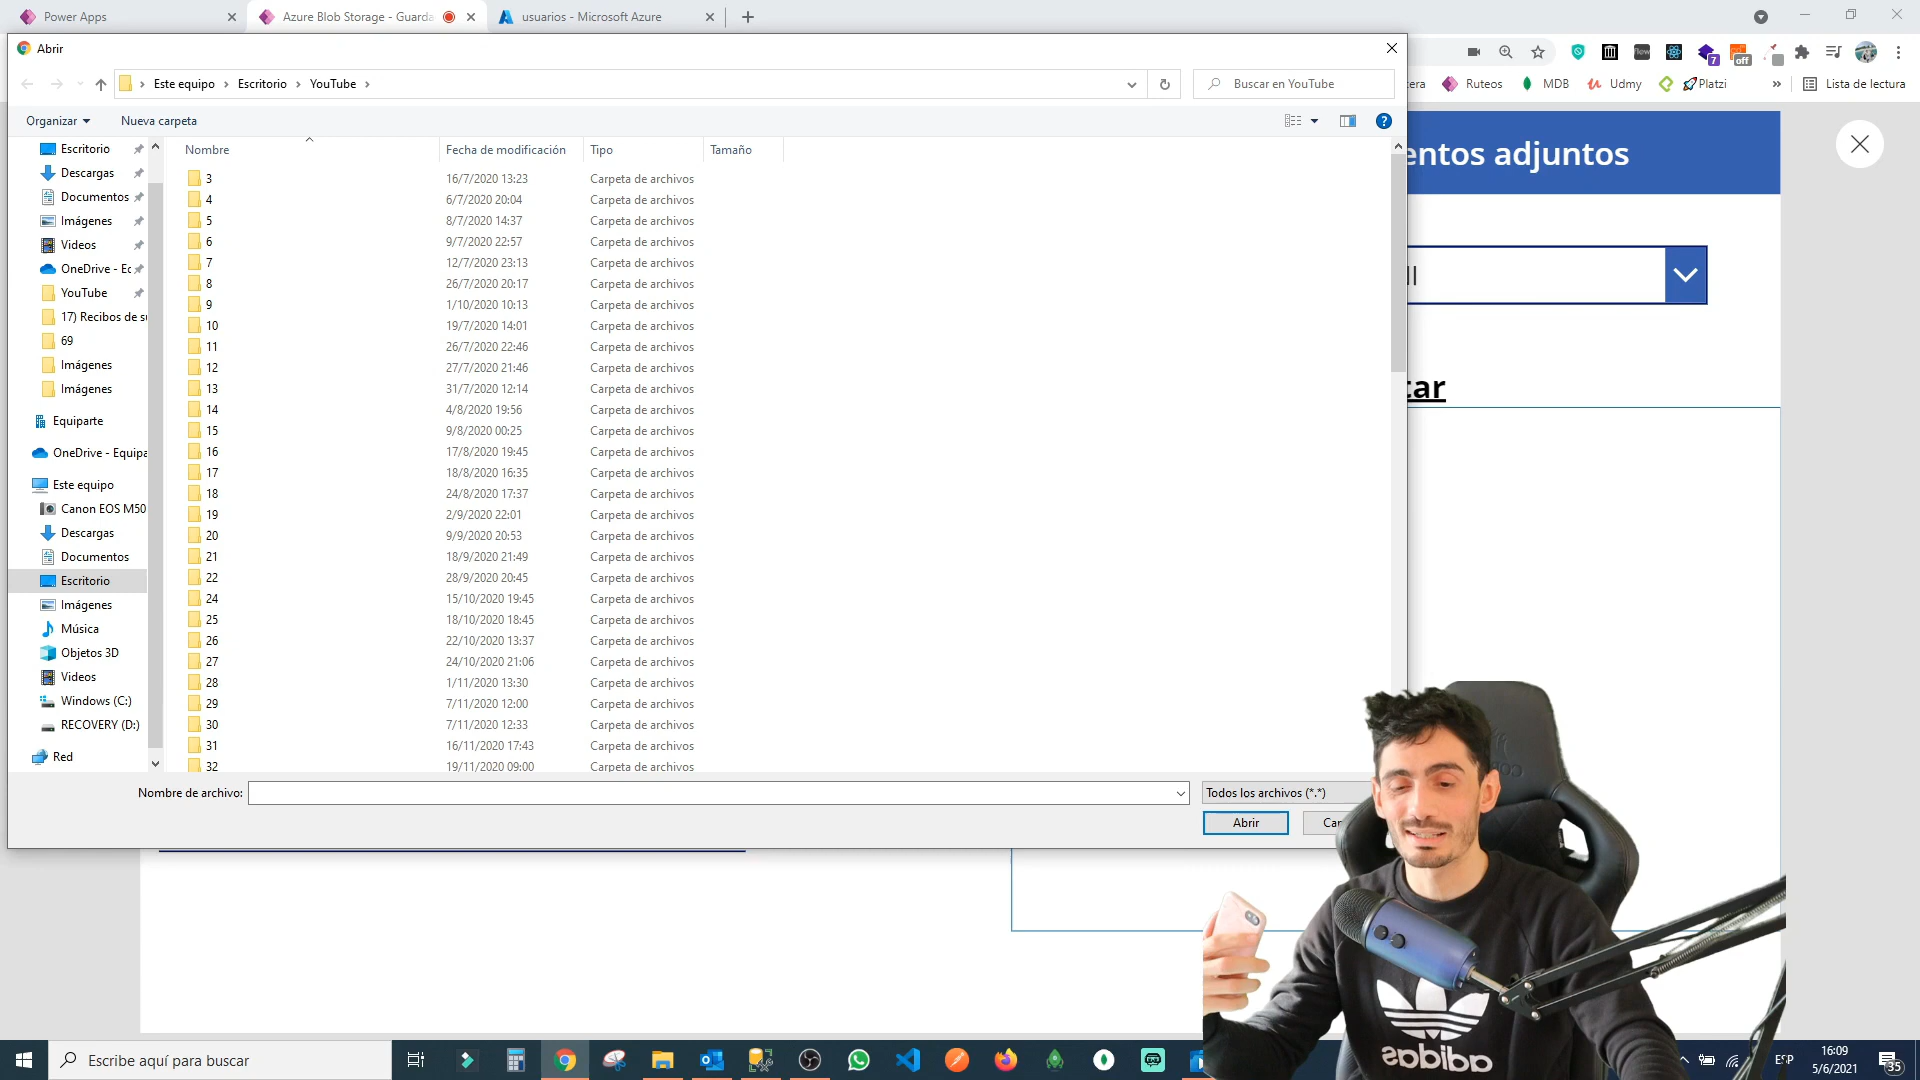 Power Apps
Azure Blob Storage - Guarda
usuarios - Microsoft Azure
Abrir
Este equipo › Escritorio › YouTube ›
Buscar en YouTube
7
off
Ruteos
MDB
Udmy
Platzi
»
Lista de lectura
Organizar
Nueva carpeta
Nombre Fecha de modificación Tipo Tamaño
3 16/7/2020 13:23 Carpeta de archivos
4 6/7/2020 20:04 Carpeta de archivos
5 8/7/2020 14:37 Carpeta de archivos
6 9/7/2020 22:57 Carpeta de archivos
7 12/7/2020 23:13 Carpeta de archivos
8 26/7/2020 20:17 Carpeta de archivos
9 1/10/2020 10:13 Carpeta de archivos
10 19/7/2020 14:01 Carpeta de archivos
11 26/7/2020 22:46 Carpeta de archivos
12 27/7/2020 21:46 Carpeta de archivos
13 31/7/2020 12:14 Carpeta de archivos
14 4/8/2020 19:56 Carpeta de archivos
15 9/8/2020 00:25 Carpeta de archivos
16 17/8/2020 19:45 Carpeta de archivos
17 18/8/2020 16:35 Carpeta de archivos
18 24/8/2020 17:37 Carpeta de archivos
19 2/9/2020 22:01 Carpeta de archivos
20 9/9/2020 20:53 Carpeta de archivos
21 18/9/2020 21:49 Carpeta de archivos
22 28/9/2020 20:45 Carpeta de archivos
24 15/10/2020 19:45 Carpeta de archivos
25 18/10/2020 18:45 Carpeta de archivos
26 22/10/2020 13:37 Carpeta de archivos
27 24/10/2020 21:06 Carpeta de archivos
28 1/11/2020 13:30 Carpeta de archivos
29 7/11/2020 12:00 Carpeta de archivos
30 7/11/2020 12:33 Carpeta de archivos
31 16/11/2020 17:43 Carpeta de archivos
32 19/11/2020 09:00 Carpeta de archivos
Escritorio
Descargas
Documentos
Imágenes
Videos
OneDrive - Ec
YouTube
17) Recibos de su
69
Imágenes
Imágenes
Equiparte
OneDrive - Equipa
Este equipo
Canon EOS M50
Descargas
Documentos
Escritorio
Imágenes
Música
Objetos 3D
Videos
Windows (C:)
RECOVERY (D:)
Red
Nombre de archivo:
Todos los archivos (*.*)
Abrir
Can
entos adjuntos
tar
adidas
Escribe aquí para buscar
ESP
16:09
5/6/2021
35